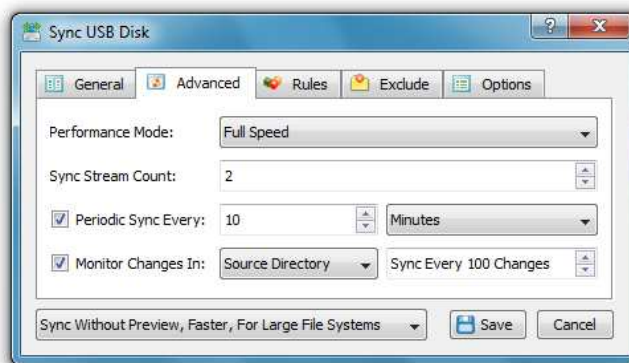 Sync USB Disk
General Advanced Rules Exclude Options
Performance Mode: Full Speed
Sync Stream Count: 2
Periodic Sync Every: 10 Minutes
Monitor Changes In: Source Directory Sync Every 100 Changes
Sync Without Preview, Faster, For Large File Systems Save Cancel